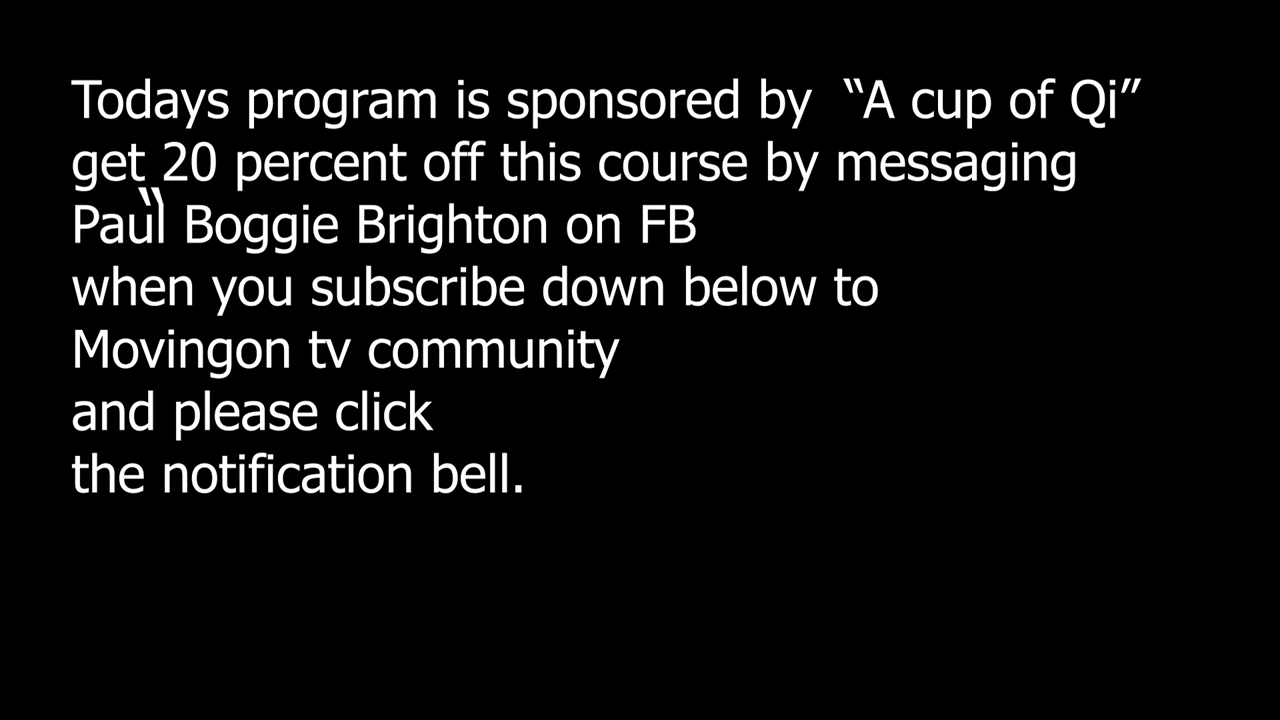 Todays program is sponsored by “A cup of Qi”
get 20 percent off this course by messaging
“
Paul Boggie Brighton on FB
when you subscribe down below to
Movingon tv community
and please click
the notification bell.